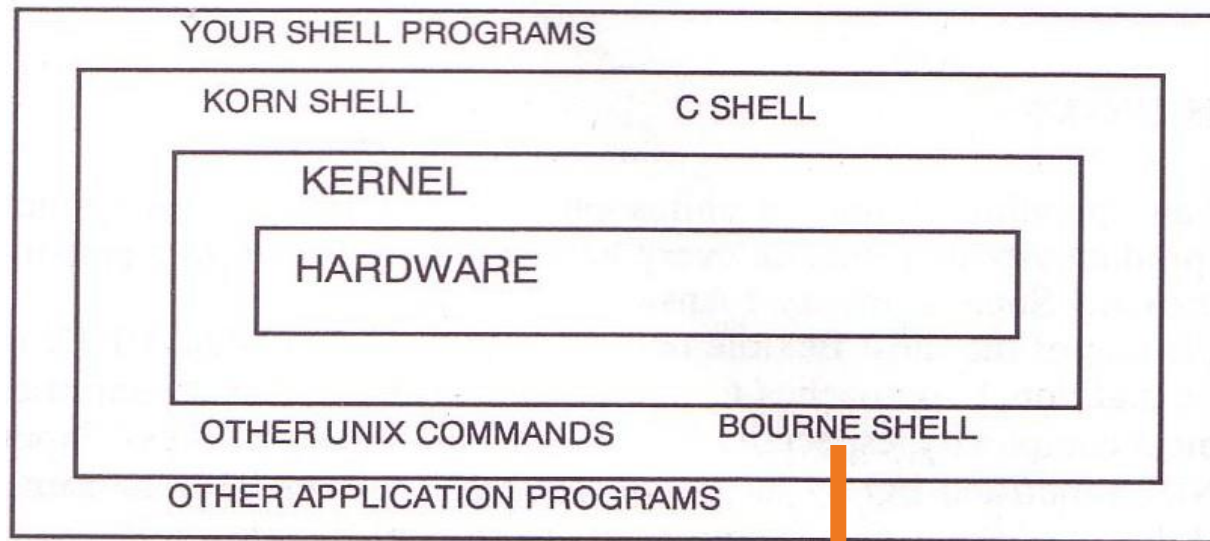 YOUR SHELL PROGRAMS
KORN SHELL C SHELL
KERNEL
HARDWARE
OTHER UNIX COMMANDS BOURNE SHELL
OTHER APPLICATION PROGRAMS